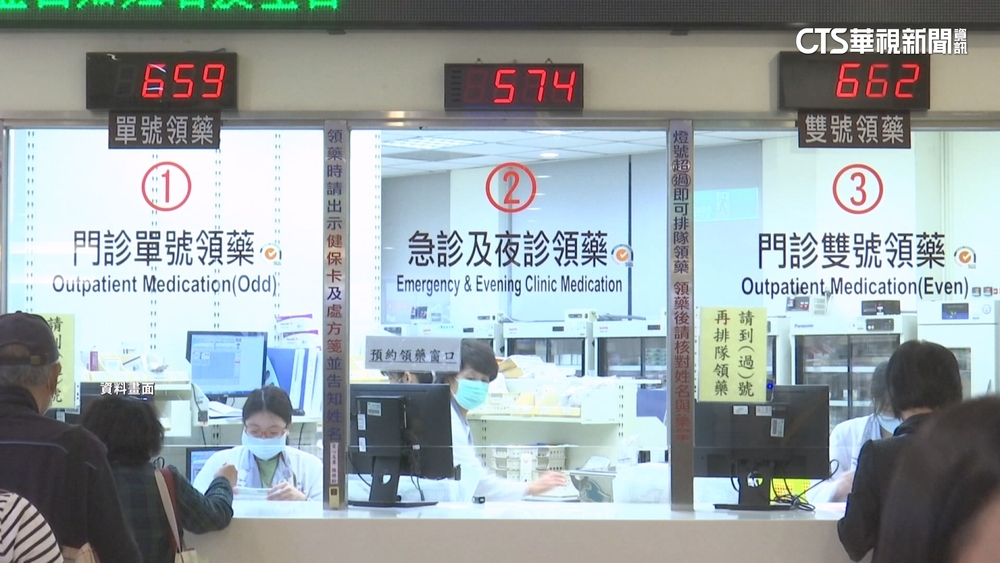 CTS華視新聞資訊
659
574
662
單號領藥
雙號領藥
①
②
③
門診單號領藥
Outpatient Medication(Odd)
急診及夜診領藥
Emergency & Evening Clinic Medication
門診雙號領藥
Outpatient Medication(Even)
領藥時請出示健保卡及處方箋並告知姓名
燈號超過即可排隊領藥 領藥後請核對姓名與藥
預約領藥窗口
請到(過)號
再排隊領藥
請到
資料畫面
Panasonic